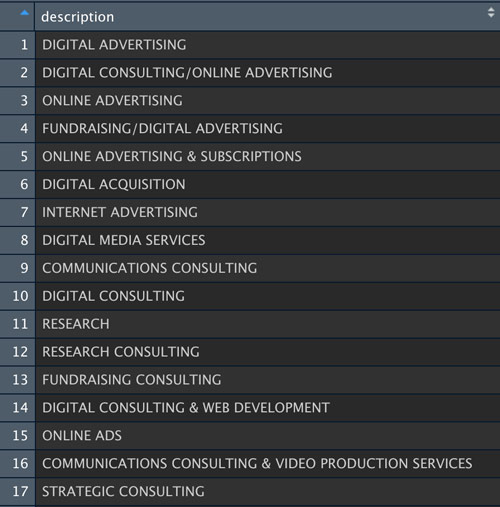 description
1 DIGITAL ADVERTISING
2 DIGITAL CONSULTING/ONLINE ADVERTISING
3 ONLINE ADVERTISING
4 FUNDRAISING/DIGITAL ADVERTISING
5 ONLINE ADVERTISING & SUBSCRIPTIONS
6 DIGITAL ACQUISITION
7 INTERNET ADVERTISING
8 DIGITAL MEDIA SERVICES
9 COMMUNICATIONS CONSULTING
10 DIGITAL CONSULTING
11 RESEARCH
12 RESEARCH CONSULTING
13 FUNDRAISING CONSULTING
14 DIGITAL CONSULTING & WEB DEVELOPMENT
15 ONLINE ADS
16 COMMUNICATIONS CONSULTING & VIDEO PRODUCTION SERVICES
17 STRATEGIC CONSULTING